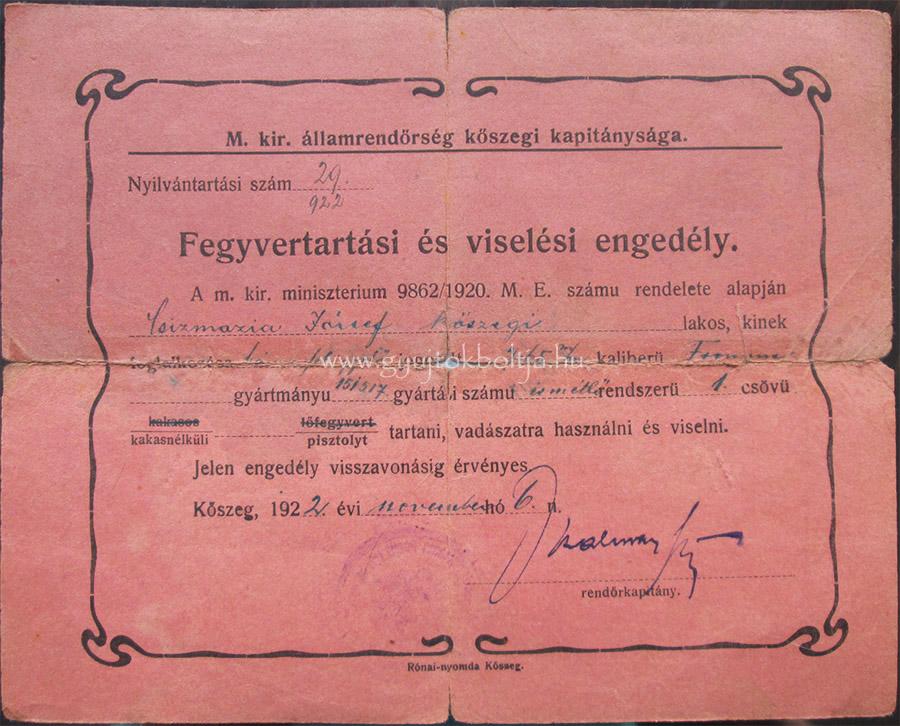 M. kir. államrendőrség kőszegi kapitánysága.
Nyilvántartási szám 29.
922
Fegyvertartási és viselési engedély.
A m. kir. miniszterium 9862/1920. M. E. számu rendelete alapján
Csizmazia József kőszegi lakos, kinek
foglalkozása kaliberü
www.gyujtokboltja.hu
gyártmányu 151517 gyártási számu ismétlő rendszerü 1. csövü
kakasos lőfegyvert
kakasnélküli pisztolyt tartani, vadászatra használni és viselni.
Jelen engedély visszavonásig érvényes
Kőszeg, 1922. évi november hó 6. n.
rendőrkapitány.
Rónai-nyomda Kőszeg.